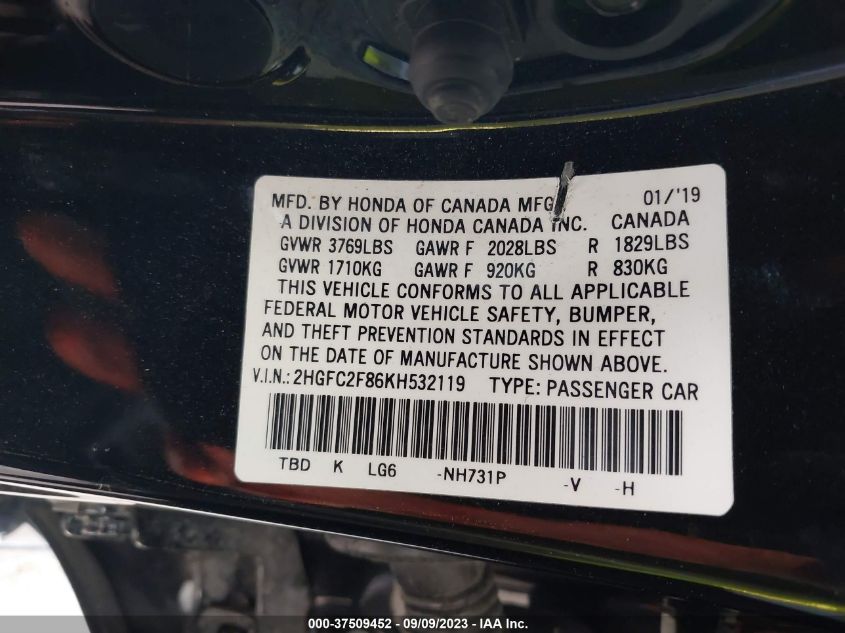 MFD. BY HONDA OF CANADA MFG. 01/'19
A DIVISION OF HONDA CANADA INC. CANADA
GVWR 3769LBS GAWR F 2028LBS R 1829LBS
GVWR 1710KG GAWR F 920KG R 830KG
THIS VEHICLE CONFORMS TO ALL APPLICABLE
FEDERAL MOTOR VEHICLE SAFETY, BUMPER,
AND THEFT PREVENTION STANDARDS IN EFFECT
ON THE DATE OF MANUFACTURE SHOWN ABOVE.
V.I.N.: 2HGFC2F86KH532119 TYPE: PASSENGER CAR
TBD K LG6 -NH731P -V -H
000-37509452 - 09/09/2023 - IAA Inc.